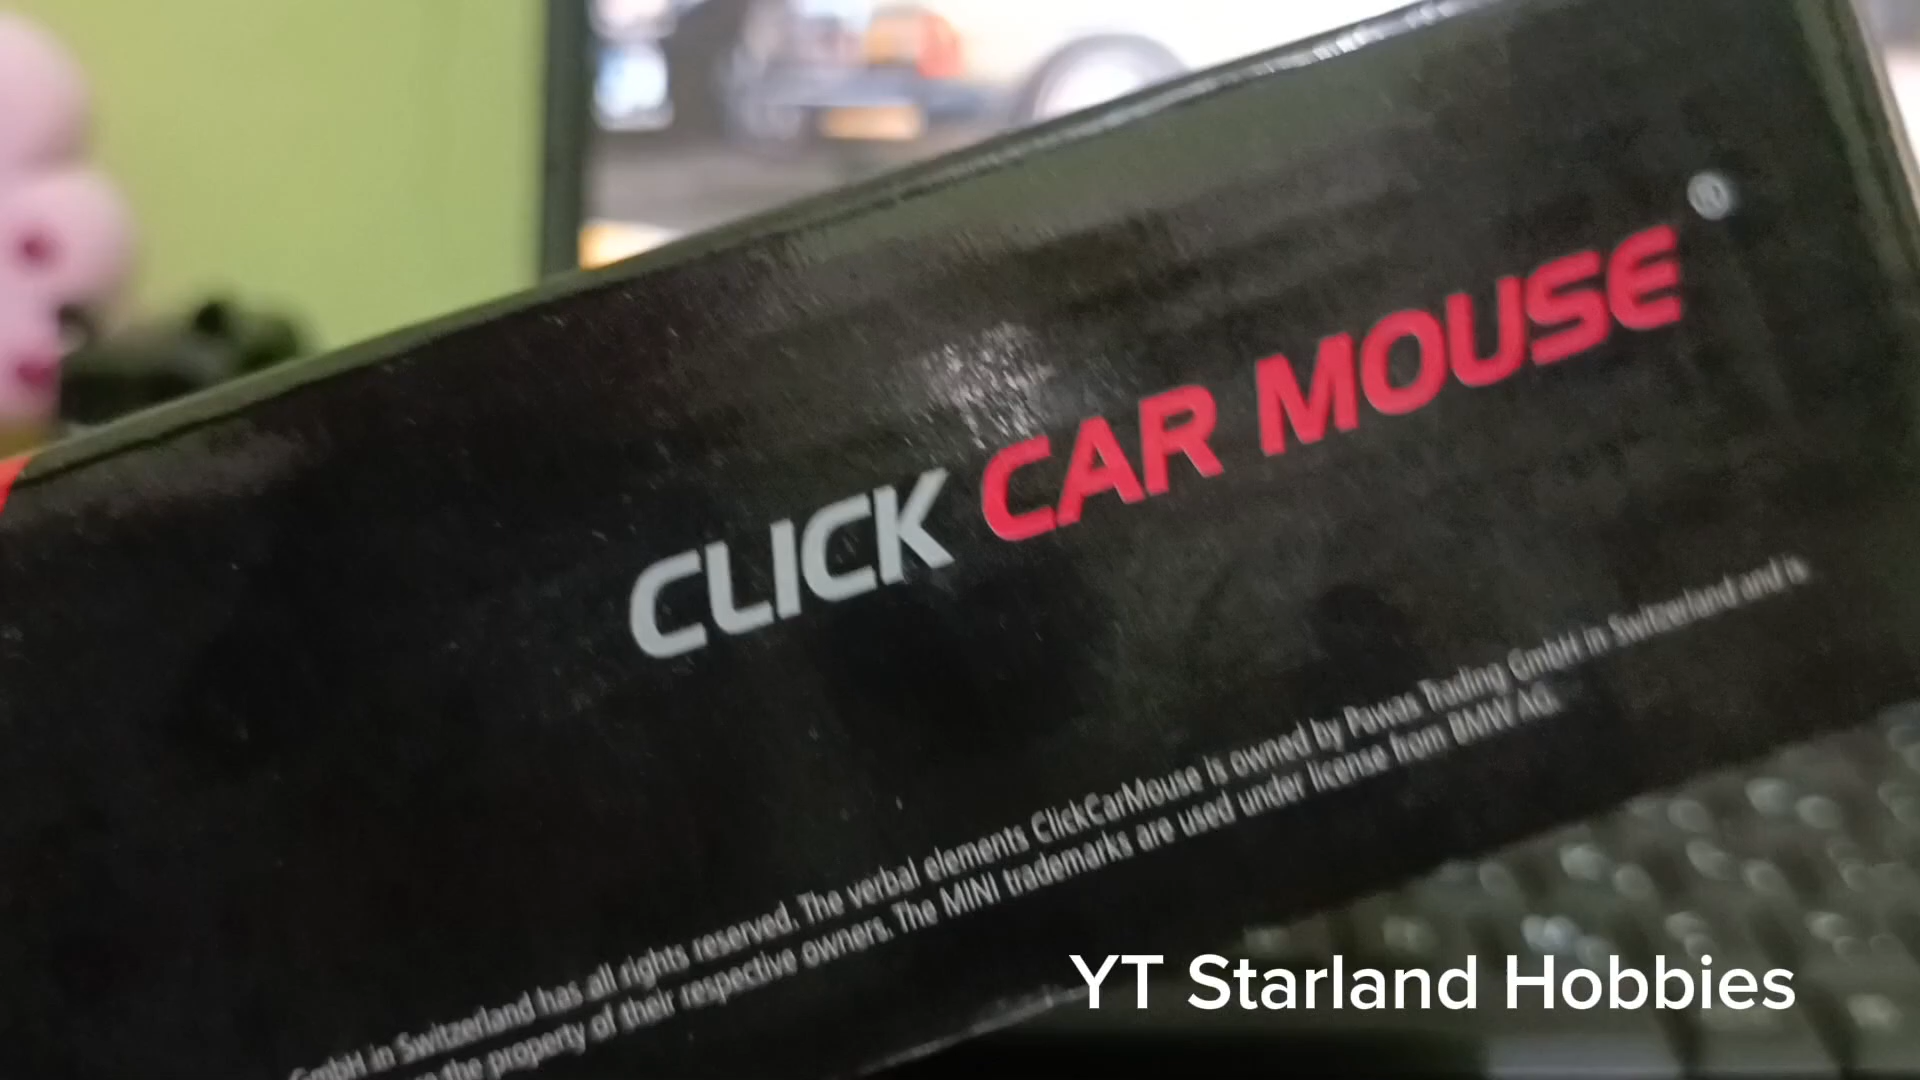 CLICK CAR MOUSE ®
GmbH in Switzerland has all rights reserved. The verbal elements ClickCarMouse is owned by Powas Trading GmbH in Switzerland and is
the property of their respective owners. The MINI trademarks are used under license from BMW AG.
YT Starland Hobbies